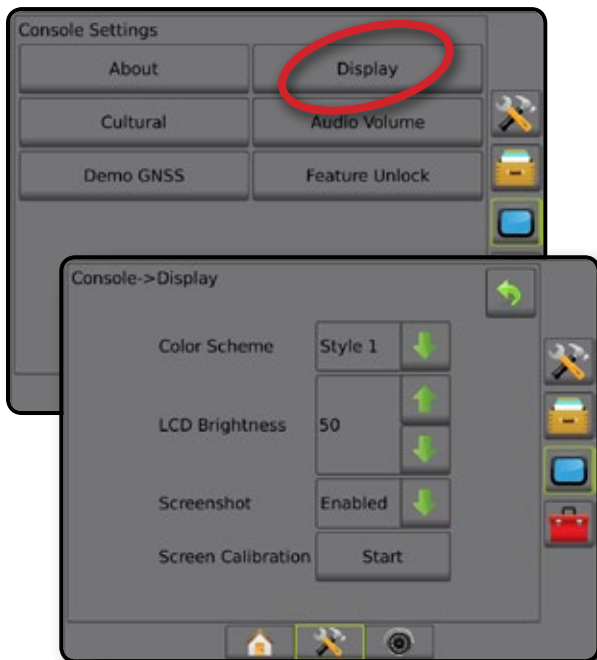 Console Settings
About Display
Cultural Audio Volume
Demo GNSS Feature Unlock
Console->Display
Color Scheme Style 1
LCD Brightness 50
Screenshot Enabled
Screen Calibration Start